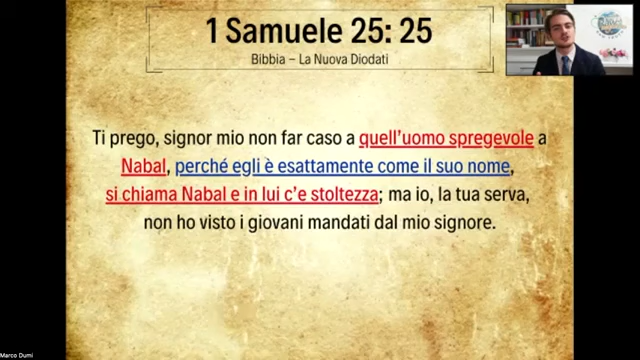 1 Samuele 25: 25
Bibbia – La Nuova Diodati
Ti prego, signor mio non far caso a quell'uomo spregevole a
Nabal, perché egli è esattamente come il suo nome,
si chiama Nabal e in lui c'e stoltezza; ma io, la tua serva,
non ho visto i giovani mandati dal mio signore.
Marco Dumi